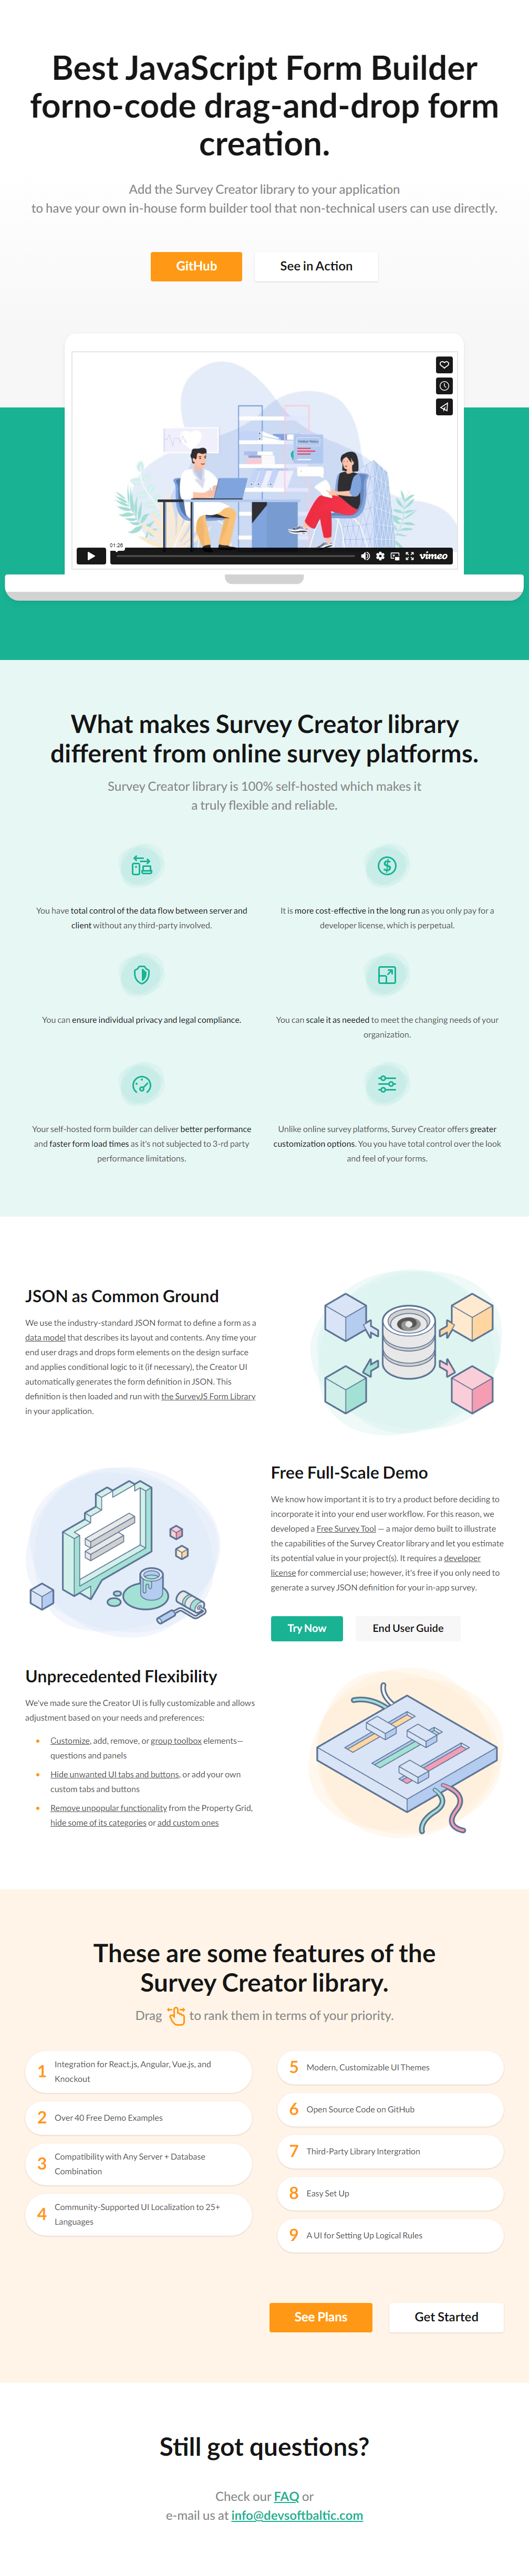 Best JavaScript Form Builder
forno-code drag-and-drop form
creation.
Add the Survey Creator library to your application
to have your own in-house form builder tool that non-technical users can use directly.
GitHub
See in Action
01:26
vimeo
What makes Survey Creator library
different from online survey platforms.
Survey Creator library is 100% self-hosted which makes it
a truly flexible and reliable.
You have total control of the data flow between server and
client without any third-party involved.
It is more cost-effective in the long run as you only pay for a
developer license, which is perpetual.
You can ensure individual privacy and legal compliance.
You can scale it as needed to meet the changing needs of your
organization.
Your self-hosted form builder can deliver better performance
and faster form load times as it's not subjected to 3-rd party
performance limitations.
Unlike online survey platforms, Survey Creator offers greater
customization options. You you have total control over the look
and feel of your forms.
JSON as Common Ground
We use the industry-standard JSON format to define a form as a
data model that describes its layout and contents. Any time your
end user drags and drops form elements on the design surface
and applies conditional logic to it (if necessary), the Creator UI
automatically generates the form definition in JSON. This
definition is then loaded and run with the SurveyJS Form Library
in your application.
Free Full-Scale Demo
We know how important it is to try a product before deciding to
incorporate it into your end user workflow. For this reason, we
developed a Free Survey Tool — a major demo built to illustrate
the capabilities of the Survey Creator library and let you estimate
its potential value in your project(s). It requires a developer
license for commercial use; however, it's free if you only need to
generate a survey JSON definition for your in-app survey.
Try Now
End User Guide
Unprecedented Flexibility
We've made sure the Creator UI is fully customizable and allows
adjustment based on your needs and preferences:
Customize, add, remove, or group toolbox elements—
questions and panels
Hide unwanted UI tabs and buttons, or add your own
custom tabs and buttons
Remove unpopular functionality from the Property Grid,
hide some of its categories or add custom ones
These are some features of the
Survey Creator library.
Drag to rank them in terms of your priority.
1 Integration for React.js, Angular, Vue.js, and
Knockout
2 Over 40 Free Demo Examples
3 Compatibility with Any Server + Database
Combination
4 Community-Supported UI Localization to 25+
Languages
5 Modern, Customizable UI Themes
6 Open Source Code on GitHub
7 Third-Party Library Intergration
8 Easy Set Up
9 A UI for Setting Up Logical Rules
See Plans
Get Started
Still got questions?
Check our FAQ or
e-mail us at info@devsoftbaltic.com